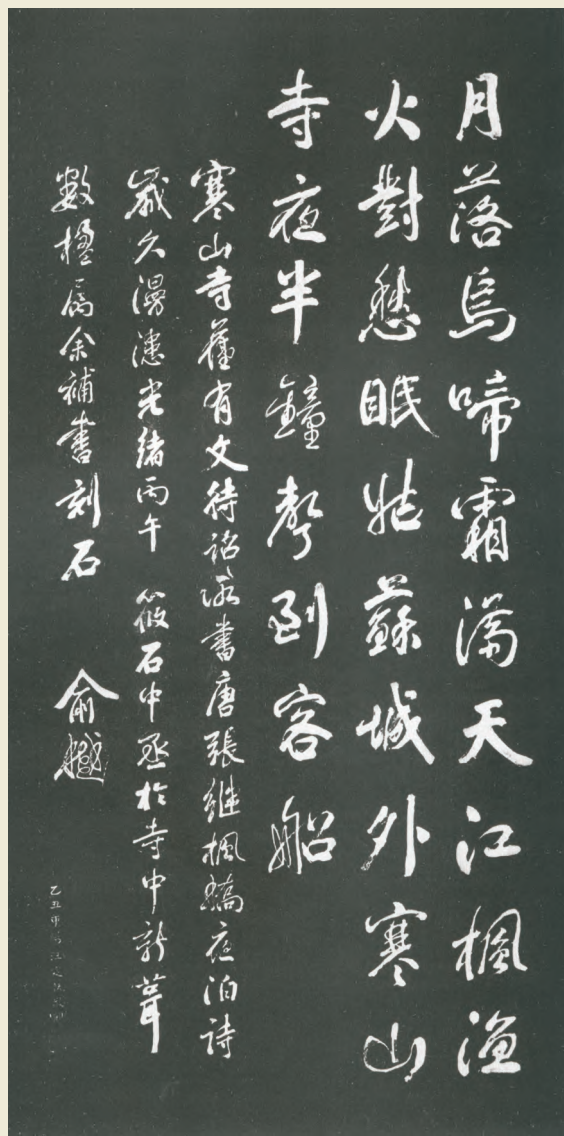 月落烏啼霜滿天江楓漁
火對愁眠姑蘇城外寒山
寺夜半鐘聲到客船
寒山寺舊有文待詔所書唐張繼楓橋夜泊詩
歲久漫漶光緒丙午 筱石中丞於寺中新葺
數楹屬余補書刻石
俞樾
乙丑